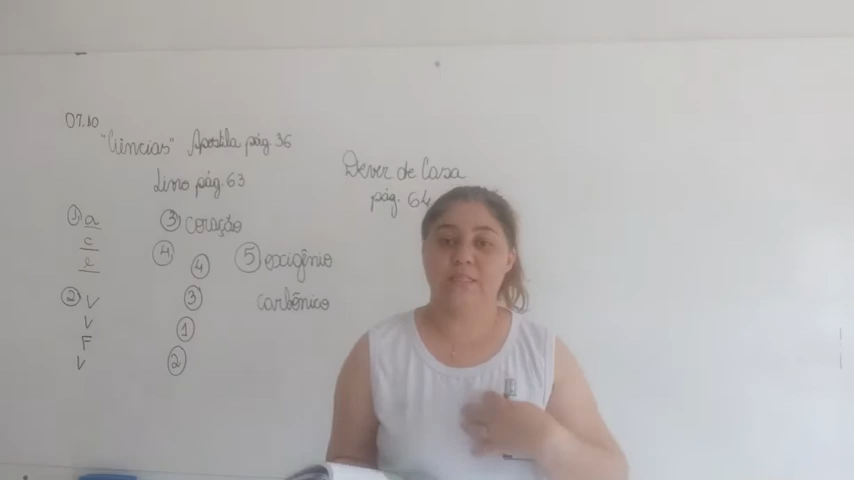 07.10
"Ciências" Apostila pág. 36
Livro pág. 63
Dever de Casa
pág. 64
1 a
c
e
2 V
V
F
V
3 coração
4
4
3
1
2
5 oxigênio
carbônico